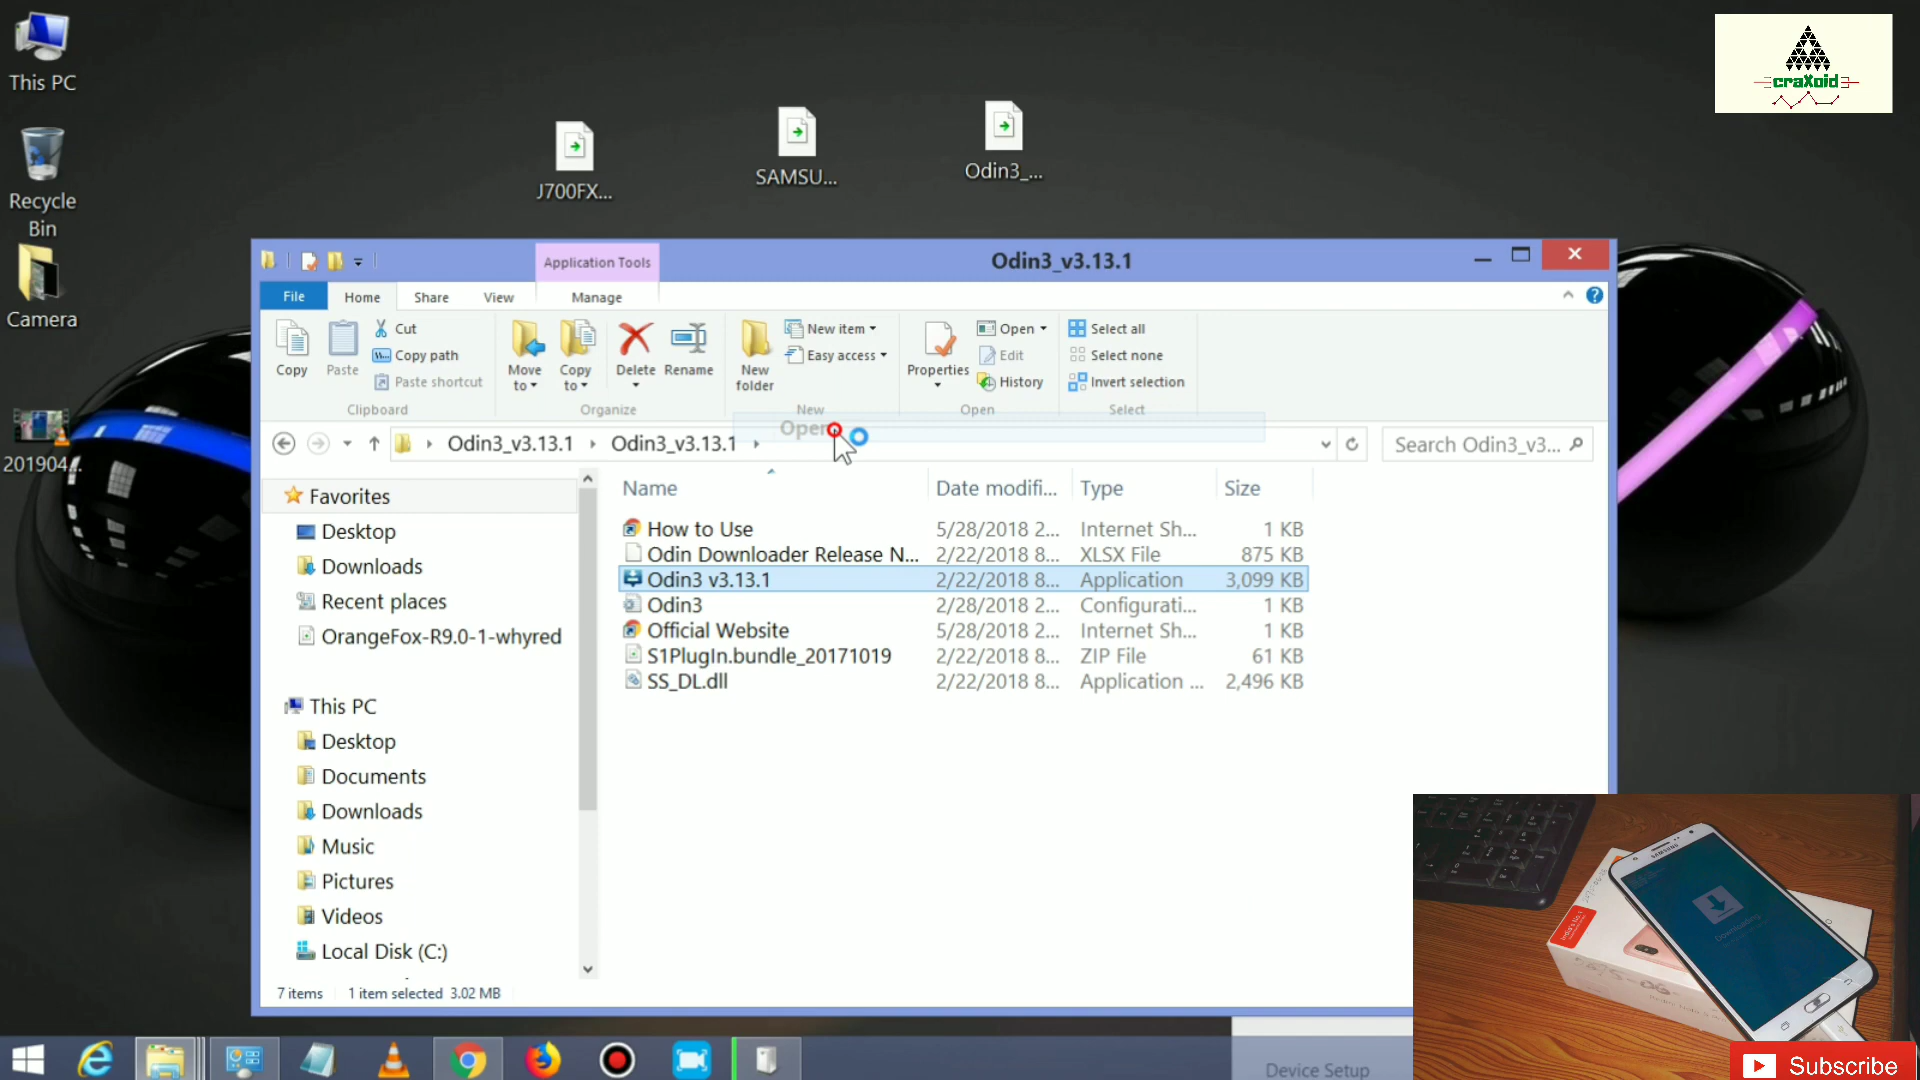 This PC
Recycle
Bin
Camera
201904...
J700FX...
SAMSU...
Odin3_...
craXoid
Application Tools
Odin3_v3.13.1
File
Home
Share
View
Manage
Copy
Paste
Cut
Copy path
Paste shortcut
Clipboard
Move
to
Copy
to
Delete
Rename
Organize
New
folder
New item
Easy access
New
Properties
Open
Edit
History
Open
Select all
Select none
Invert selection
Select
Odin3_v3.13.1
Odin3_v3.13.1
Open
Search Odin3_v3...
Favorites
Desktop
Downloads
Recent places
OrangeFox-R9.0-1-whyred
This PC
Desktop
Documents
Downloads
Music
Pictures
Videos
Local Disk (C:)
Name Date modifi... Type Size
How to Use 5/28/2018 2... Internet Sh... 1 KB
Odin Downloader Release N... 2/22/2018 8... XLSX File 875 KB
Odin3 v3.13.1 2/22/2018 8... Application 3,099 KB
Odin3 2/28/2018 2... Configurati... 1 KB
Official Website 5/28/2018 2... Internet Sh... 1 KB
S1PlugIn.bundle_20171019 2/22/2018 8... ZIP File 61 KB
SS_DL.dll 2/22/2018 8... Application ... 2,496 KB
7 items 1 item selected 3.02 MB
Device Setup
SAMSUNG
Downloading...
Subscribe